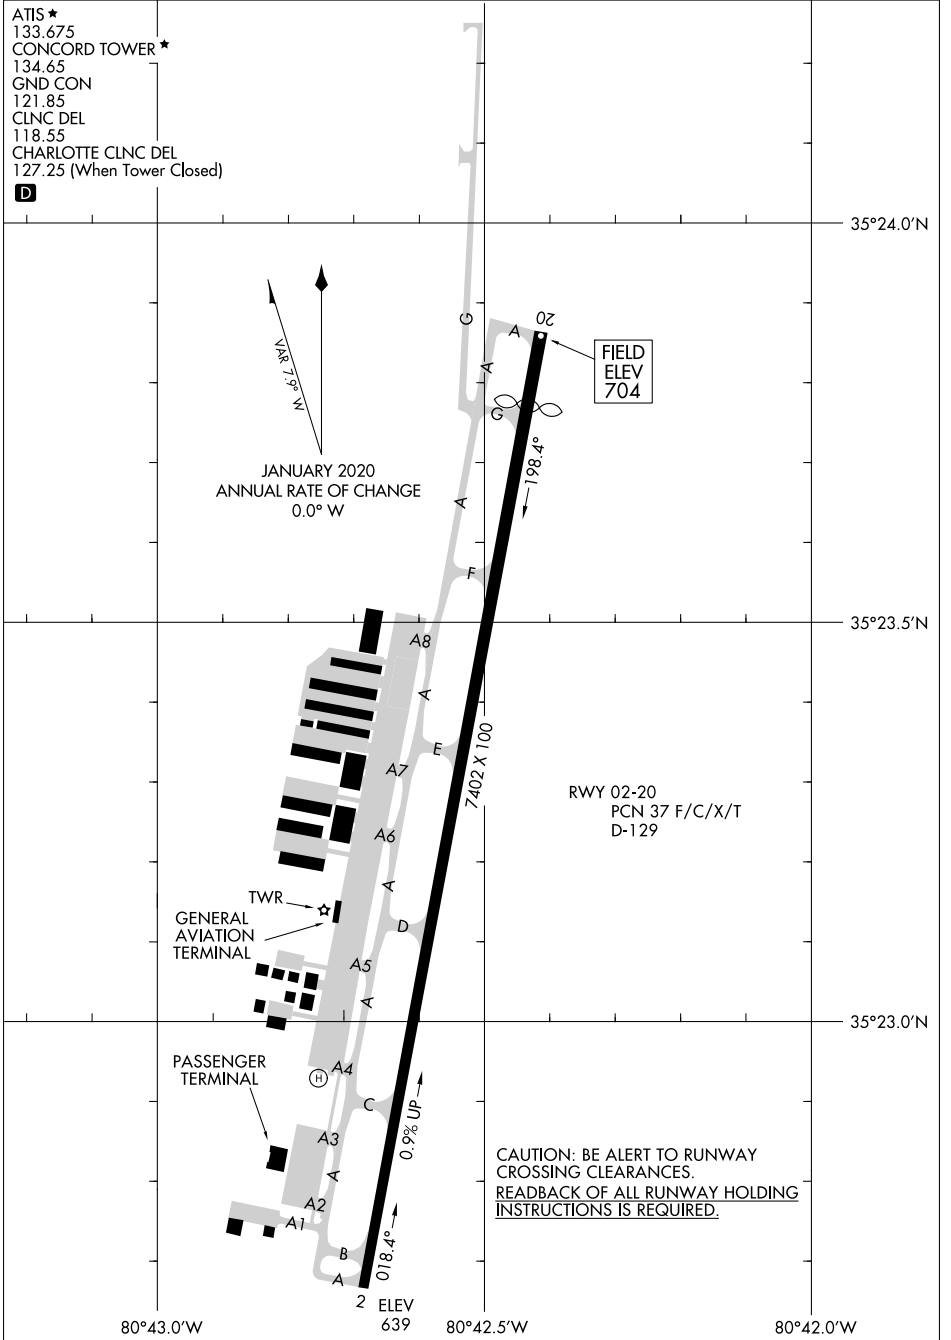 ATIS ★
133.675
CONCORD TOWER ★
134.65
GND CON
121.85
CLNC DEL
118.55
CHARLOTTE CLNC DEL
127.25 (When Tower Closed)
D
35°24.0'N
G
A
20
A
FIELD
ELEV
704
VAR 7.9° W
G
198.4°
JANUARY 2020
ANNUAL RATE OF CHANGE
0.0° W
A
F
35°23.5'N
A8
A
E
7402 X 100
A7
RWY 02-20
PCN 37 F/C/X/T
D-129
A6
A
TWR
GENERAL
AVIATION
TERMINAL
D
A5
A
35°23.0'N
PASSENGER
TERMINAL
A4
H
C
0.9% UP
A3
CAUTION: BE ALERT TO RUNWAY
CROSSING CLEARANCES.
READBACK OF ALL RUNWAY HOLDING
INSTRUCTIONS IS REQUIRED.
A
A2
A1
018.4°
B
A
2
ELEV
639
80°43.0'W
80°42.5'W
80°42.0'W